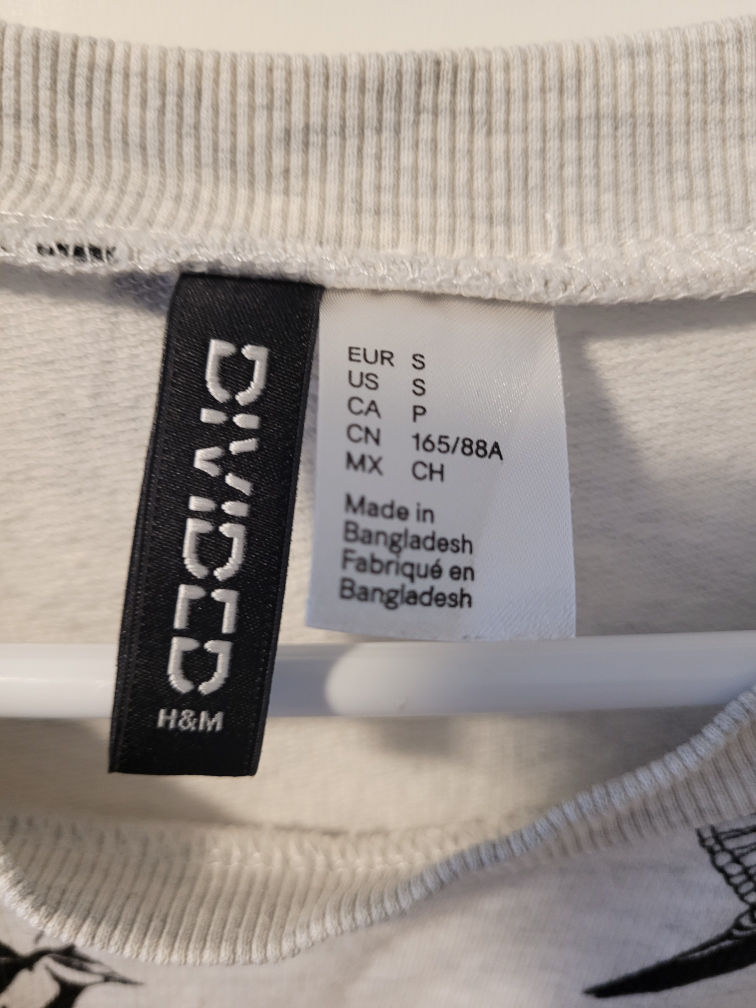 DIVIDED
H&M
EUR S
US S
CA P
CN 165/88A
MX CH
Made in
Bangladesh
Fabriqué en
Bangladesh